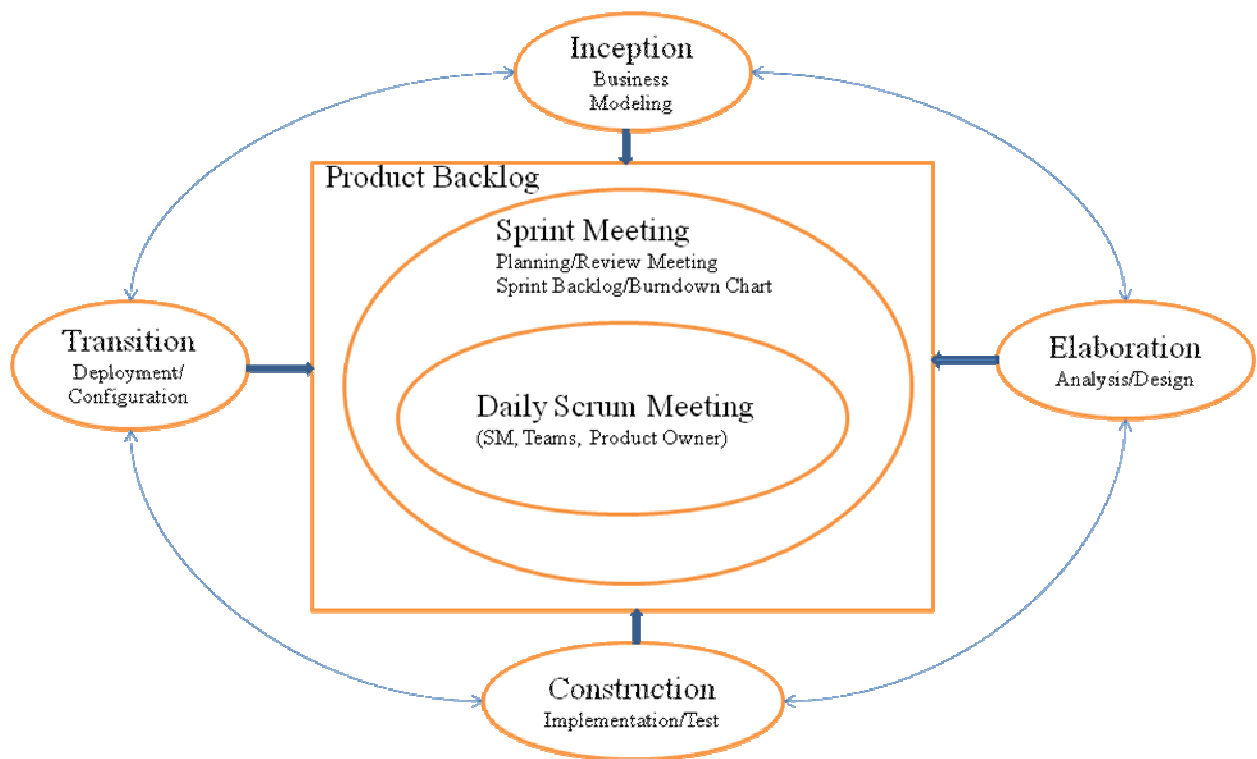 Inception
Business
Modeling
Product Backlog
Sprint Meeting
Planning/Review Meeting
Sprint Backlog/Burndown Chart
Transition
Deployment/
Configuration
Elaboration
Analysis/Design
Daily Scrum Meeting
(SM, Teams, Product Owner)
Construction
Implementation/Test